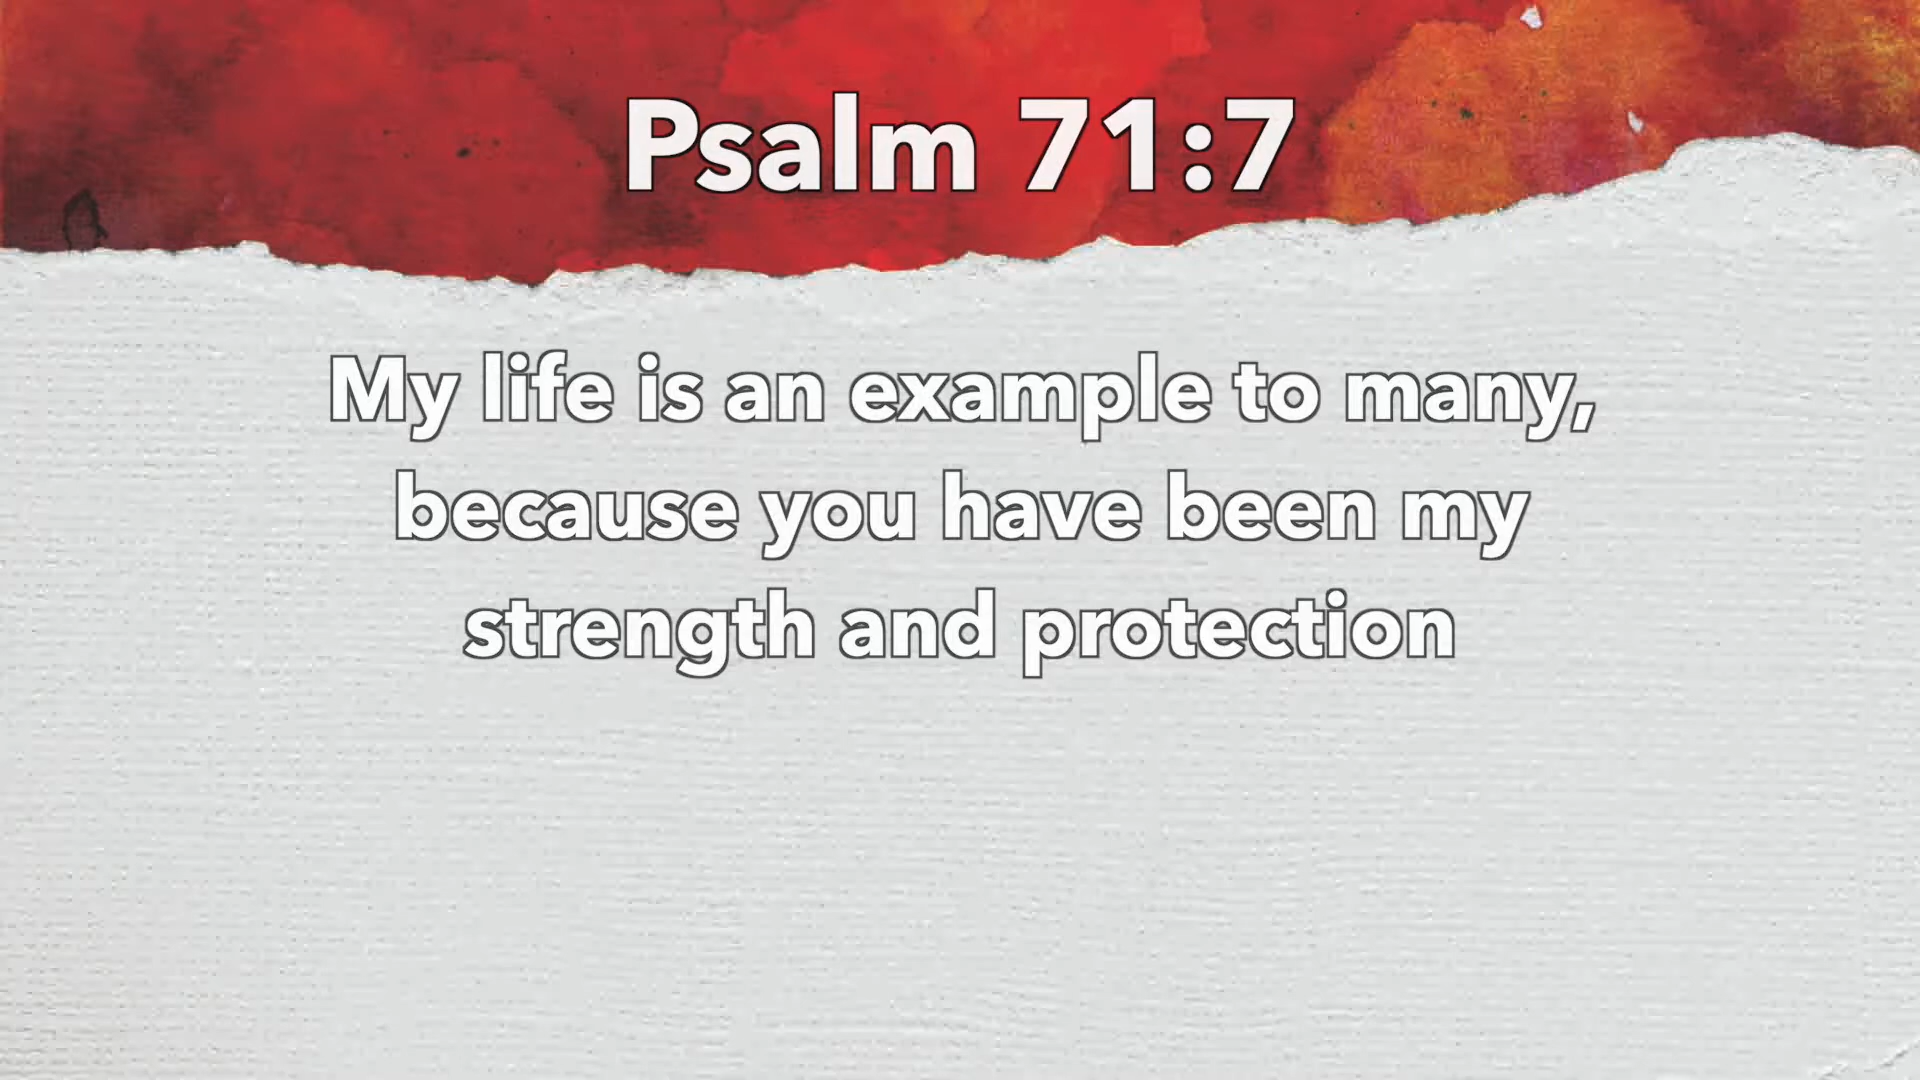 Psalm 71:7
My life is an example to many,
because you have been my
strength and protection